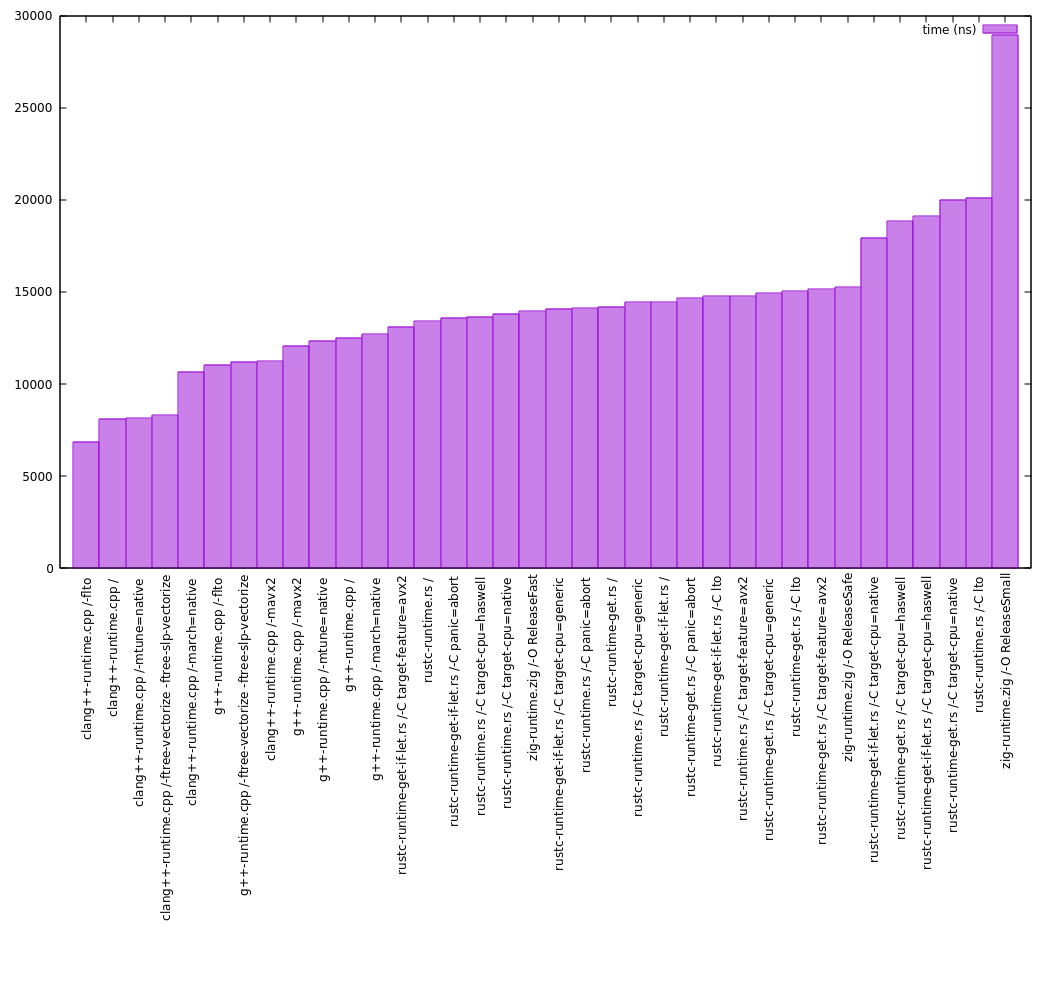 30000
time (ns)
25000
20000
15000
10000
5000
0
clang++-runtime.cpp /-flto
clang++-runtime.cpp /
clang++-runtime.cpp /-mtune=native
clang++-runtime.cpp /-ftree-vectorize -ftree-slp-vectorize
clang++-runtime.cpp /-march=native
g++-runtime.cpp /-flto
g++-runtime.cpp /-ftree-vectorize -ftree-slp-vectorize
clang++-runtime.cpp /-mavx2
g++-runtime.cpp /-mavx2
g++-runtime.cpp /-mtune=native
g++-runtime.cpp /
g++-runtime.cpp /-march=native
rustc-runtime-get-if-let.rs /-C target-feature=avx2
rustc-runtime.rs /
rustc-runtime-get-if-let.rs /-C panic=abort
rustc-runtime.rs /-C target-cpu=haswell
rustc-runtime.rs /-C target-cpu=native
zig-runtime.zig /-O ReleaseFast
rustc-runtime-get-if-let.rs /-C target-cpu=generic
rustc-runtime.rs /-C panic=abort
rustc-runtime-get.rs /
rustc-runtime.rs /-C target-cpu=generic
rustc-runtime-get-if-let.rs /
rustc-runtime-get.rs /-C panic=abort
rustc-runtime-get-if-let.rs /-C lto
rustc-runtime.rs /-C target-feature=avx2
rustc-runtime-get.rs /-C target-cpu=generic
rustc-runtime-get.rs /-C lto
rustc-runtime-get.rs /-C target-feature=avx2
zig-runtime.zig /-O ReleaseSafe
rustc-runtime-get-if-let.rs /-C target-cpu=native
rustc-runtime-get.rs /-C target-cpu=haswell
rustc-runtime-get-if-let.rs /-C target-cpu=haswell
rustc-runtime-get.rs /-C target-cpu=native
rustc-runtime.rs /-C lto
zig-runtime.zig /-O ReleaseSmall